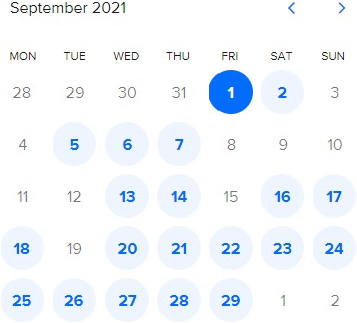 September 2021
MON TUE WED THU FRI SAT SUN
28 29 30 31 1 2 3
4 5 6 7 8 9 10
11 12 13 14 15 16 17
18 19 20 21 22 23 24
25 26 27 28 29 1 2